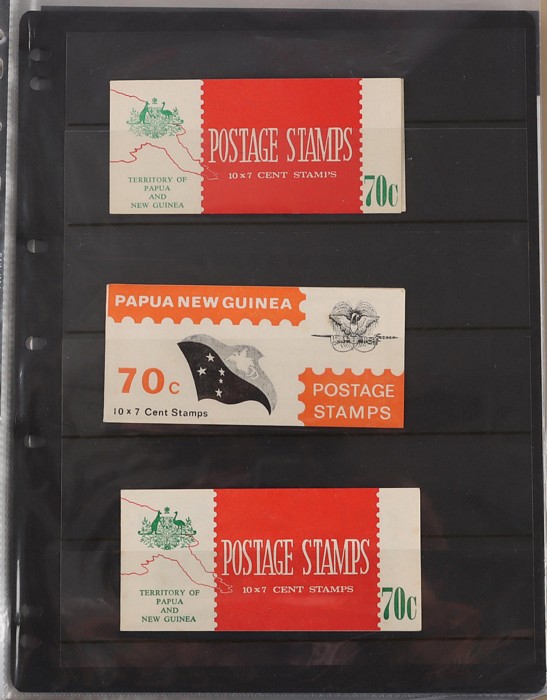 POSTAGE STAMPS
10 x 7 CENT STAMPS
70c
TERRITORY OF
PAPUA
AND
NEW GUINEA
PAPUA NEW GUINEA
70c
10 x 7 Cent Stamps
POSTAGE
STAMPS
POSTAGE STAMPS
10 x 7 CENT STAMPS
70c
TERRITORY OF
PAPUA
AND
NEW GUINEA